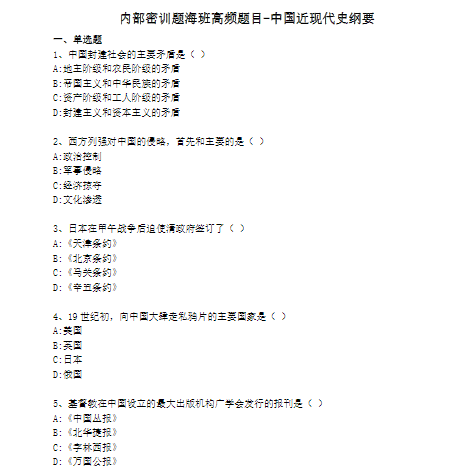 内部密训题海班高频题目-中国近现代史纲要
一、单选题
1、中国封建社会的主要矛盾是（ ）
A:地主阶级和农民阶级的矛盾
B:帝国主义和中华民族的矛盾
C:资产阶级和工人阶级的矛盾
D:封建主义和资本主义的矛盾
2、西方列强对中国的侵略，首先和主要的是（ ）
A:政治控制
B:军事侵略
C:经济掠夺
D:文化渗透
3、日本在甲午战争后迫使清政府签订了（ ）
A:《天津条约》
B:《北京条约》
C:《马关条约》
D:《辛丑条约》
4、19世纪初，向中国大肆走私鸦片的主要国家是（ ）
A:美国
B:英国
C:日本
D:俄国
5、基督教在中国设立的最大出版机构广学会发行的报刊是（ ）
A:《中国丛报》
B:《北华捷报》
C:《字林西报》
D:《万国公报》